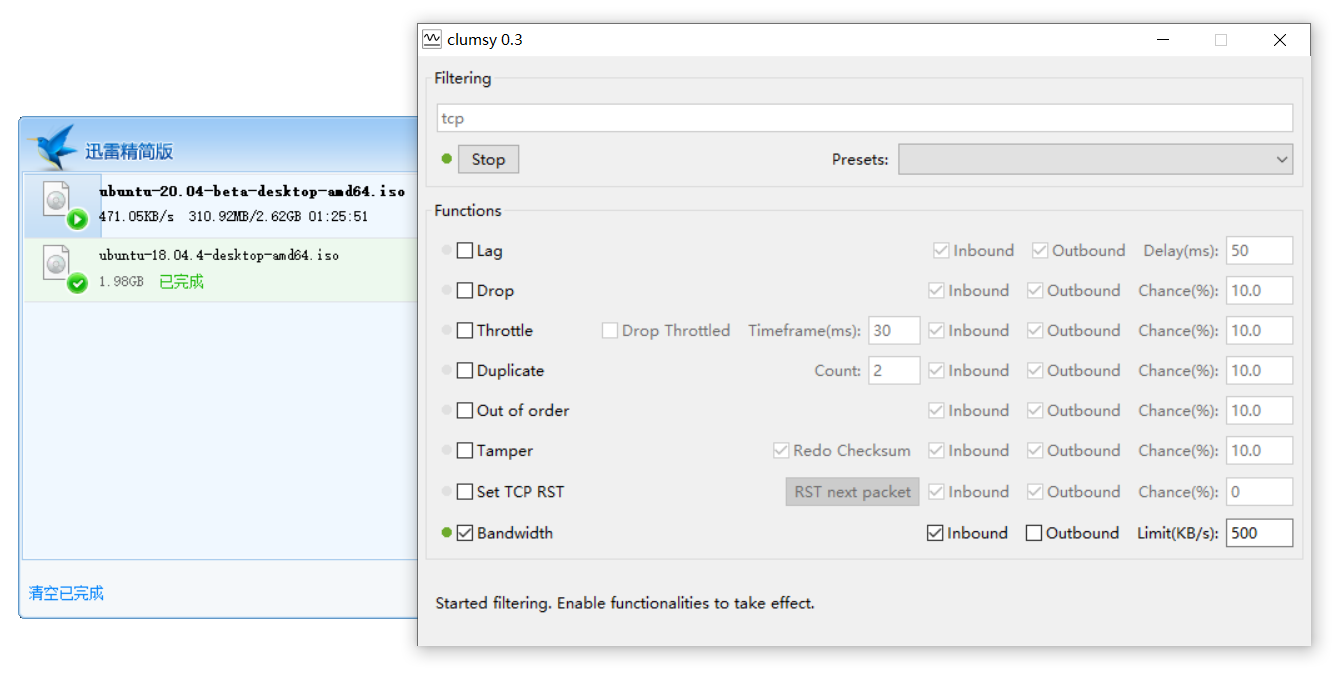 clumsy 0.3
Filtering
tcp
Stop Presets:
Functions
Lag Inbound Outbound Delay(ms): 50
Drop Inbound Outbound Chance(%): 10.0
Throttle Drop Throttled Timeframe(ms): 30 Inbound Outbound Chance(%): 10.0
Duplicate Count: 2 Inbound Outbound Chance(%): 10.0
Out of order Inbound Outbound Chance(%): 10.0
Tamper Redo Checksum Inbound Outbound Chance(%): 10.0
Set TCP RST RST next packet Inbound Outbound Chance(%): 0
Bandwidth Inbound Outbound Limit(KB/s): 500
Started filtering. Enable functionalities to take effect.
迅雷精简版
ubuntu-20.04-beta-desktop-amd64.iso
471.05KB/s 310.92MB/2.62GB 01:25:51
ubuntu-18.04.4-desktop-amd64.iso
1.98GB 已完成
清空已完成